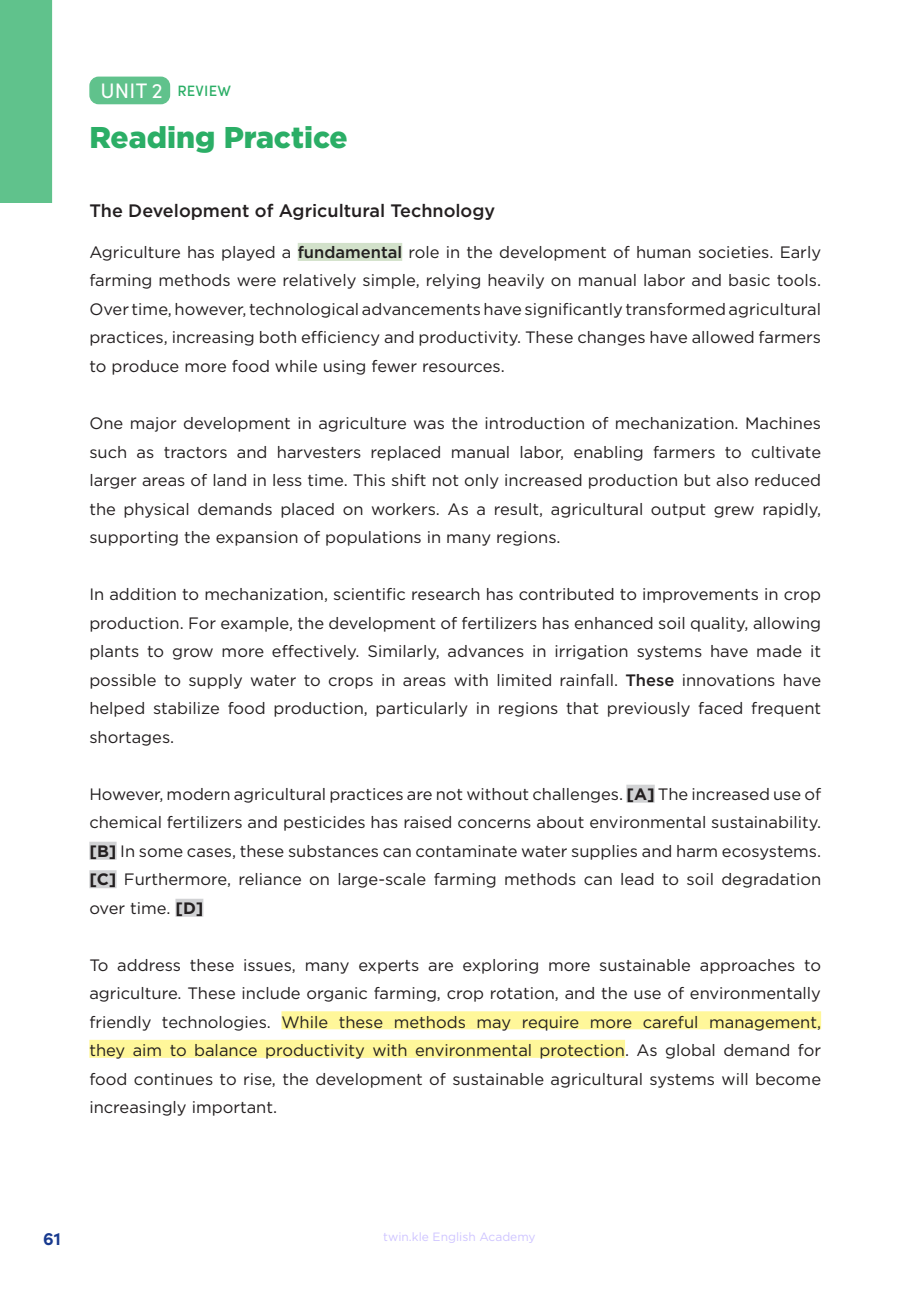 UNIT 2 REVIEW
Reading Practice
The Development of Agricultural Technology
Agriculture has played a fundamental role in the development of human societies. Early
farming methods were relatively simple, relying heavily on manual labor and basic tools.
Over time, however, technological advancements have significantly transformed agricultural
practices, increasing both efficiency and productivity. These changes have allowed farmers
to produce more food while using fewer resources.
One major development in agriculture was the introduction of mechanization. Machines
such as tractors and harvesters replaced manual labor, enabling farmers to cultivate
larger areas of land in less time. This shift not only increased production but also reduced
the physical demands placed on workers. As a result, agricultural output grew rapidly,
supporting the expansion of populations in many regions.
In addition to mechanization, scientific research has contributed to improvements in crop
production. For example, the development of fertilizers has enhanced soil quality, allowing
plants to grow more effectively. Similarly, advances in irrigation systems have made it
possible to supply water to crops in areas with limited rainfall. These innovations have
helped stabilize food production, particularly in regions that previously faced frequent
shortages.
However, modern agricultural practices are not without challenges. [A] The increased use of
chemical fertilizers and pesticides has raised concerns about environmental sustainability.
[B] In some cases, these substances can contaminate water supplies and harm ecosystems.
[C] Furthermore, reliance on large-scale farming methods can lead to soil degradation
over time. [D]
To address these issues, many experts are exploring more sustainable approaches to
agriculture. These include organic farming, crop rotation, and the use of environmentally
friendly technologies. While these methods may require more careful management,
they aim to balance productivity with environmental protection. As global demand for
food continues to rise, the development of sustainable agricultural systems will become
increasingly important.
61
twin.kle English Academy